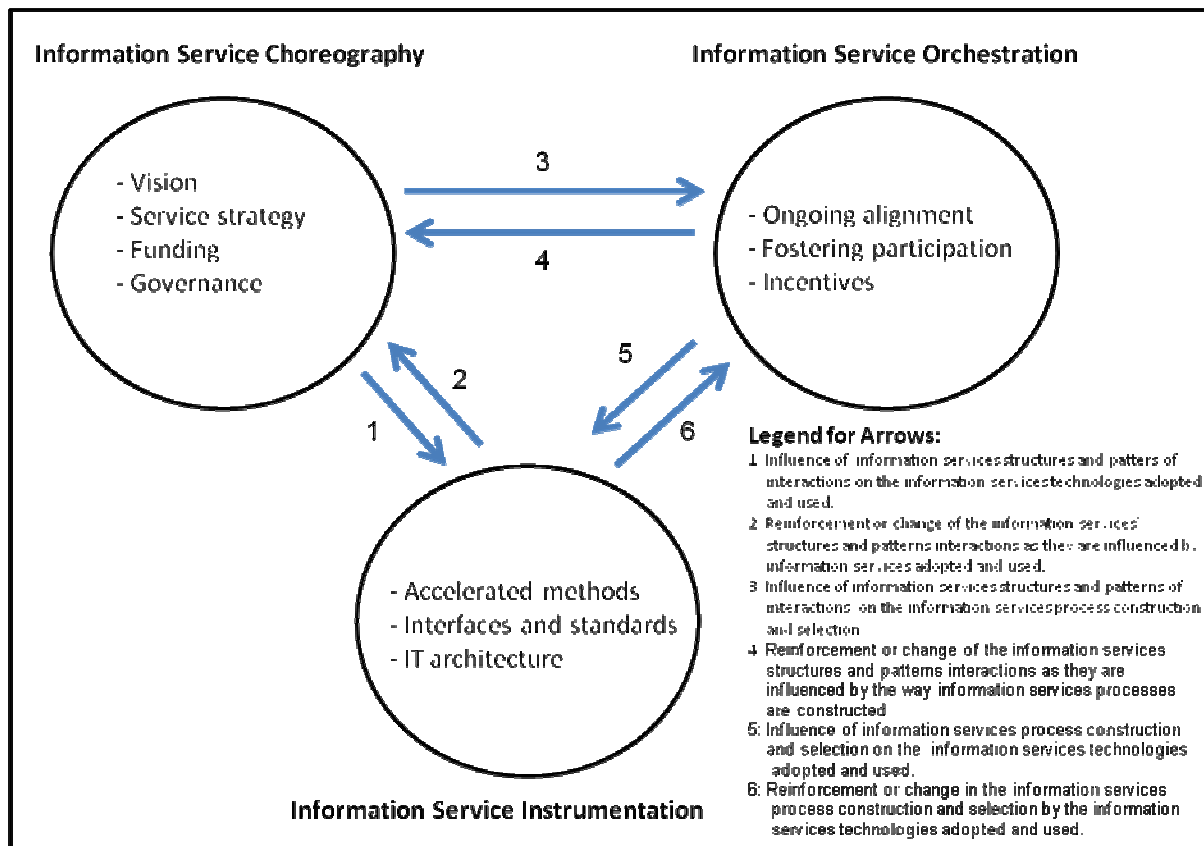 Information Service Choreography
Information Service Orchestration
- Vision
- Service strategy
- Funding
- Governance
3
4
- Ongoing alignment
- Fostering participation
- Incentives
5
2
1
6
- Accelerated methods
- Interfaces and standards
- IT architecture
Information Service Instrumentation
Legend for Arrows:
1 Influence of information services structures and patters of
interactions on the information services technologies adopted
and used.
2 Reinforcement or change of the information services'
structures and patterns interactions as they are influenced by
information services adopted and used.
3 Influence of information services structures and patterns of
interactions on the information services process construction
and selection
4 Reinforcement or change of the information services
structures and patterns interactions as they are
influenced by the way information services processes
are constructed
5: Influence of information services process construction
and selection on the information services technologies
adopted and used.
6: Reinforcement or change in the information services
process construction and selection by the information
services technologies adopted and used.